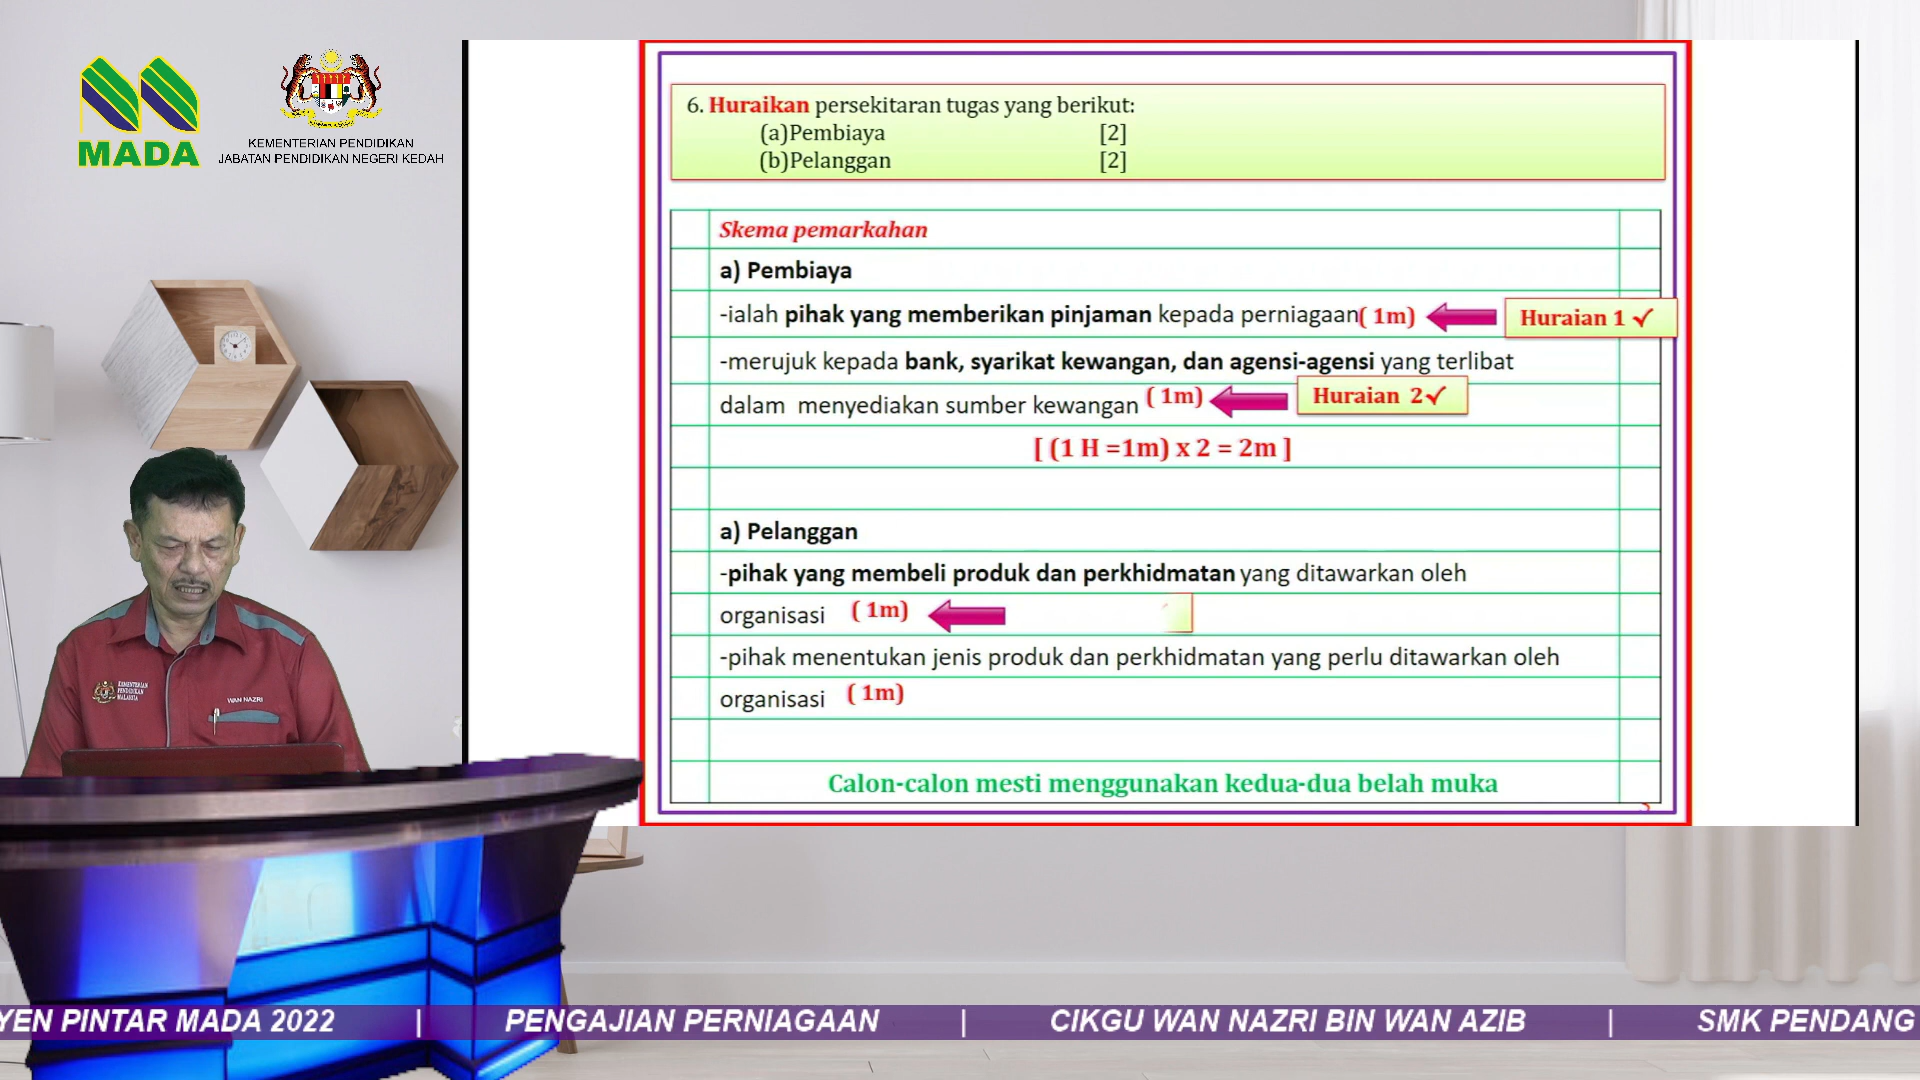 MADA
KEMENTERIAN PENDIDIKAN
JABATAN PENDIDIKAN NEGERI KEDAH
6. Huraikan persekitaran tugas yang berikut:
(a)Pembiaya [2]
(b)Pelanggan [2]
Skema pemarkahan
a) Pembiaya
-ialah pihak yang memberikan pinjaman kepada perniagaan( 1m) Huraian 1 ✓
-merujuk kepada bank, syarikat kewangan, dan agensi-agensi yang terlibat
dalam menyediakan sumber kewangan ( 1m) Huraian 2✓
[ (1 H =1m) x 2 = 2m ]
a) Pelanggan
-pihak yang membeli produk dan perkhidmatan yang ditawarkan oleh
organisasi ( 1m)
-pihak menentukan jenis produk dan perkhidmatan yang perlu ditawarkan oleh
organisasi ( 1m)
Calon-calon mesti menggunakan kedua-dua belah muka
KEMENTERIAN
PENDIDIKAN
MALAYSIA
WAN NAZRI
YEN PINTAR MADA 2022 | PENGAJIAN PERNIAGAAN | CIKGU WAN NAZRI BIN WAN AZIB | SMK PENDANG